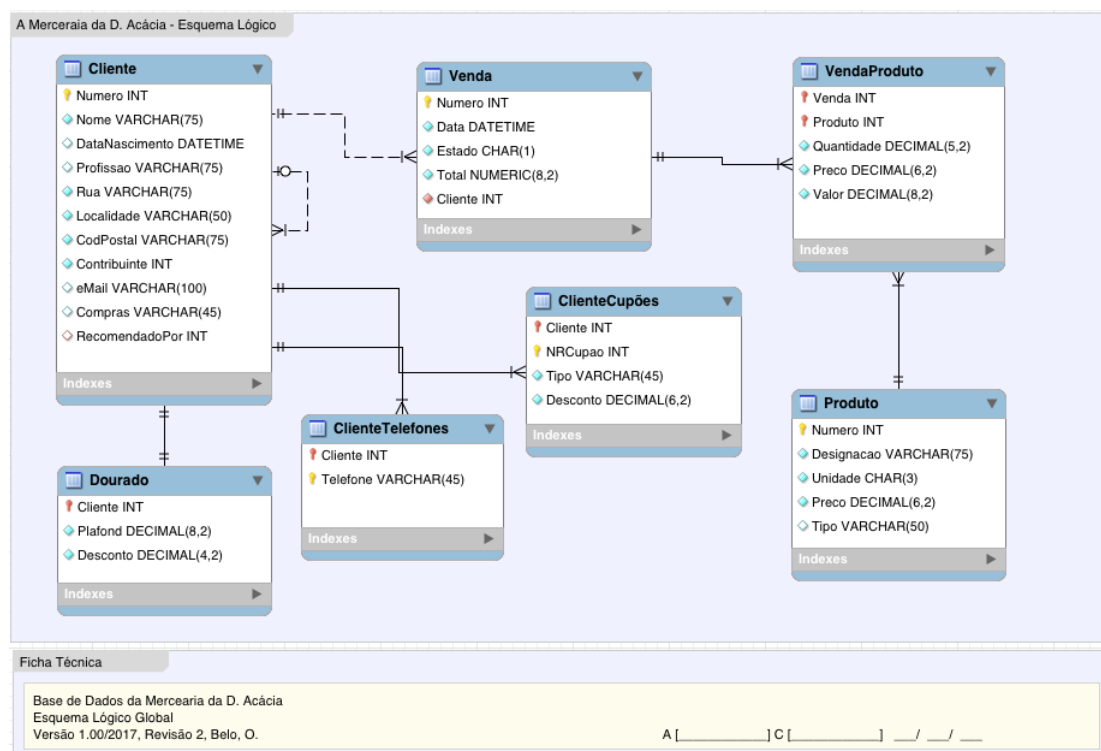 A Merceraia da D. Acácia - Esquema Lógico
Cliente
Numero INT
Nome VARCHAR(75)
DataNascimento DATETIME
Profissao VARCHAR(75)
Rua VARCHAR(75)
Localidade VARCHAR(50)
CodPostal VARCHAR(75)
Contribuinte INT
eMail VARCHAR(100)
Compras VARCHAR(45)
RecomendadoPor INT
Indexes
Venda
Numero INT
Data DATETIME
Estado CHAR(1)
Total NUMERIC(8,2)
Cliente INT
Indexes
VendaProduto
Venda INT
Produto INT
Quantidade DECIMAL(5,2)
Preco DECIMAL(6,2)
Valor DECIMAL(8,2)
Indexes
ClienteCupões
Cliente INT
NRCupao INT
Tipo VARCHAR(45)
Desconto DECIMAL(6,2)
Indexes
ClienteTelefones
Cliente INT
Telefone VARCHAR(45)
Indexes
Produto
Numero INT
Designacao VARCHAR(75)
Unidade CHAR(3)
Preco DECIMAL(6,2)
Tipo VARCHAR(50)
Indexes
Dourado
Cliente INT
Plafond DECIMAL(8,2)
Desconto DECIMAL(4,2)
Indexes
Ficha Técnica
Base de Dados da Mercearia da D. Acácia
Esquema Lógico Global
Versão 1.00/2017, Revisão 2, Belo, O.
A [____________] C [____________] ___/ ___/ ___